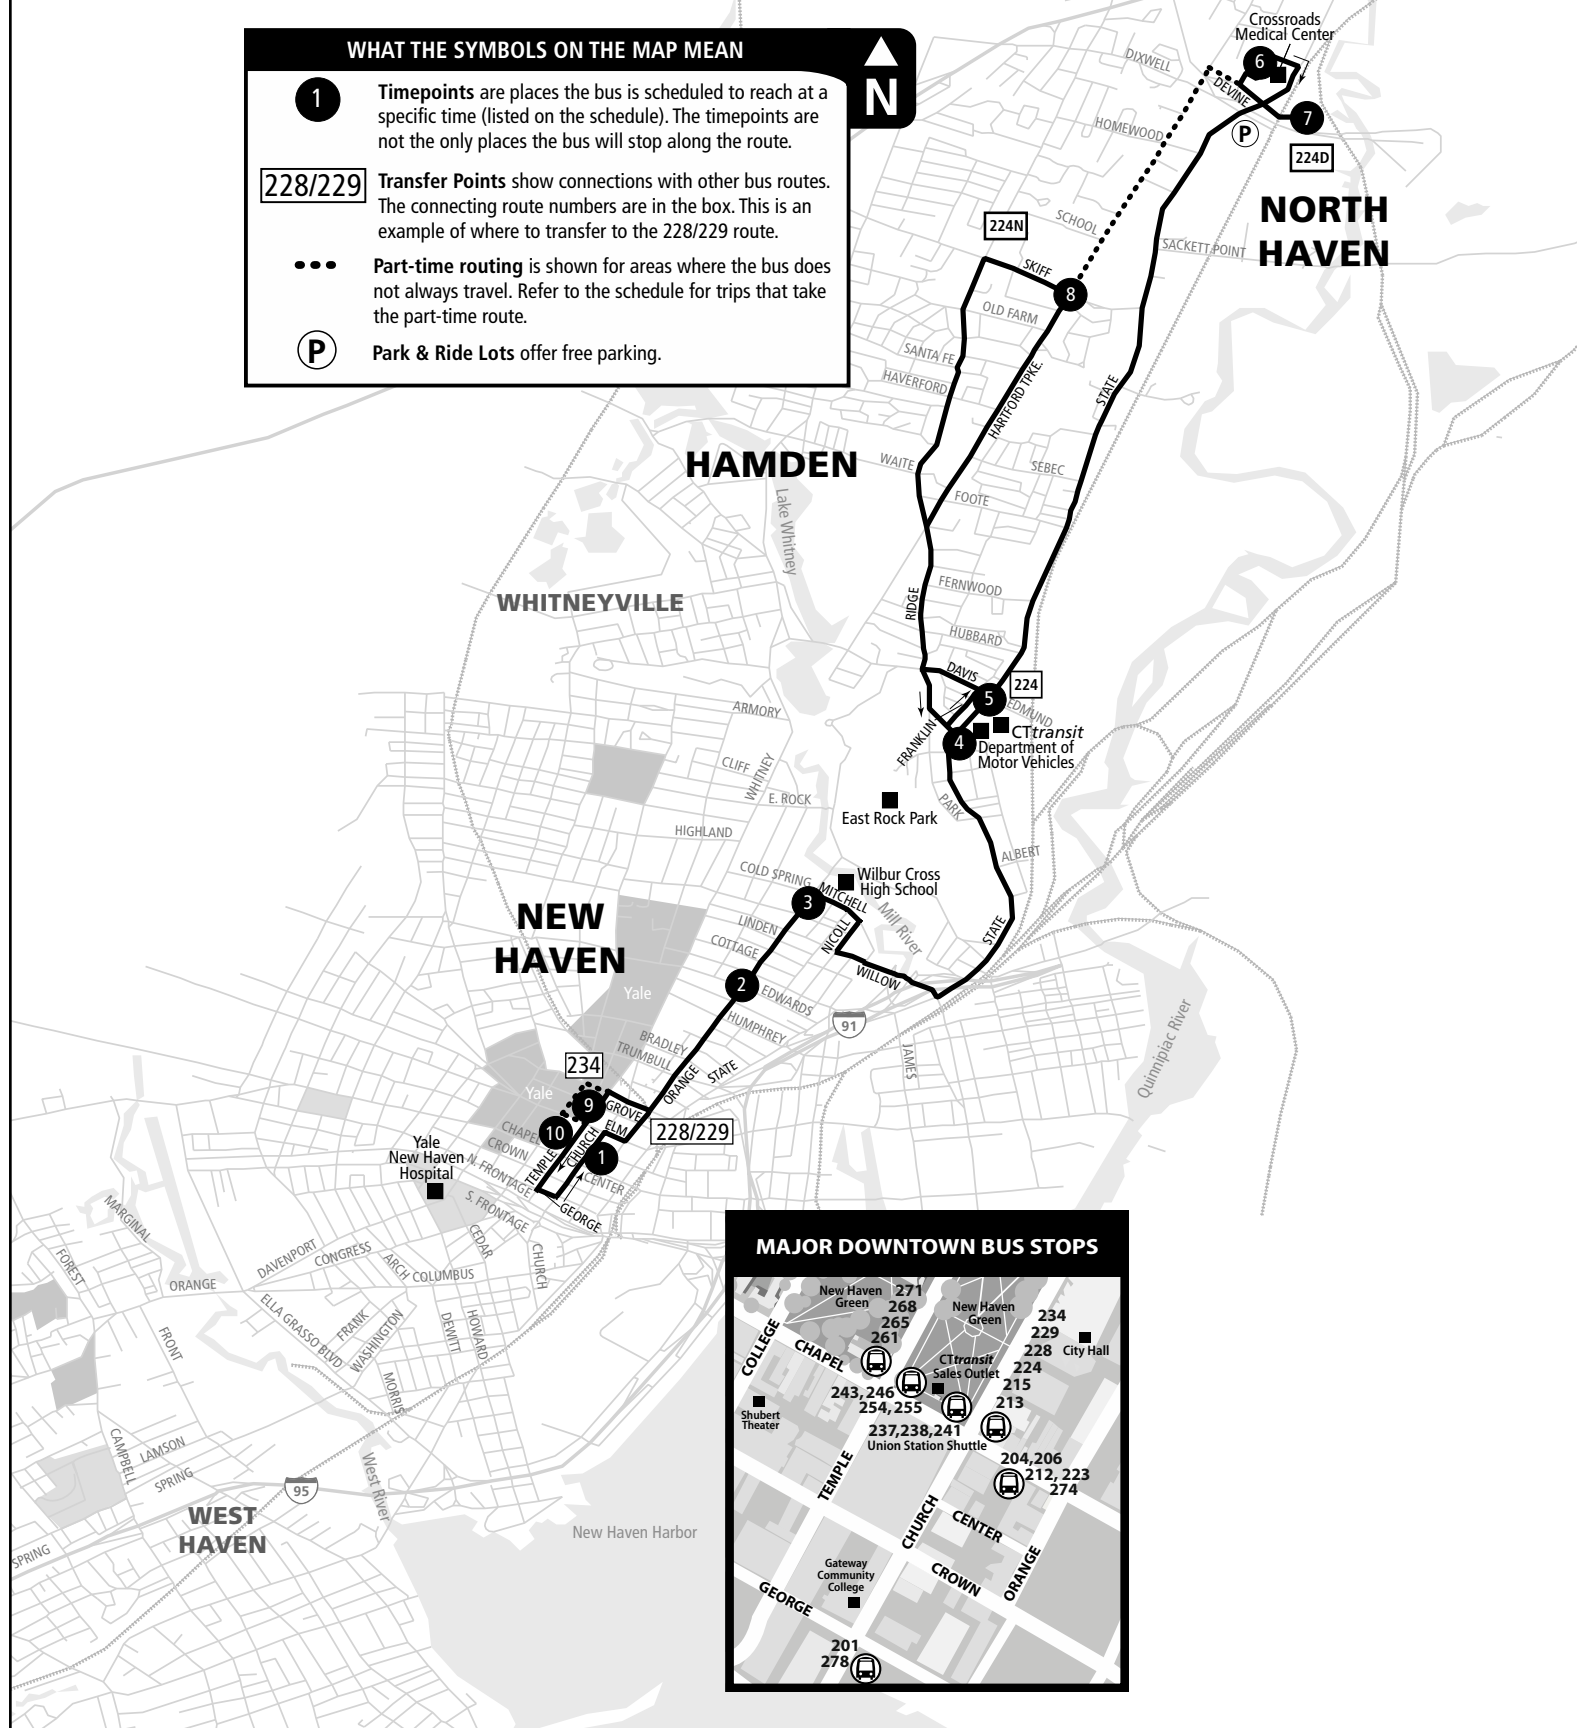 WHAT THE SYMBOLS ON THE MAP MEAN
N
1
Timepoints are places the bus is scheduled to reach at a
specific time (listed on the schedule). The timepoints are
not the only places the bus will stop along the route.
228/229
Transfer Points show connections with other bus routes.
The connecting route numbers are in the box. This is an
example of where to transfer to the 228/229 route.
Part-time routing is shown for areas where the bus does
not always travel. Refer to the schedule for trips that take
the part-time route.
P
Park & Ride Lots offer free parking.
Crossroads
Medical Center
DIXWELL
6
DEVINE
7
HOMEWOOD
P
224D
NORTH
HAVEN
SCHOOL
224N
SACKETT POINT
SKIFF
8
OLD FARM
SANTA FE
HAVERFORD
HARTFORD TPKE.
STATE
HAMDEN
WAITE
SEBEC
FOOTE
Lake Whitney
FERNWOOD
WHITNEYVILLE
RIDGE
HUBBARD
DAVIS
224
5
EDMUND
ARMORY
FRANKLIN
4
CTtransit
Department of
Motor Vehicles
CLIFF
WHITNEY
E. ROCK
PARK
East Rock Park
HIGHLAND
ALBERT
COLD SPRING
Wilbur Cross
High School
3
MITCHELL
NEW
HAVEN
LINDEN
COTTAGE
NICOLL
Mill River
STATE
WILLOW
2
EDWARDS
Yale
HUMPHREY
91
BRADLEY
TRUMBULL
JAMES
Quinnipiac River
234
ORANGE
STATE
Yale
9
GROVE
CHAPEL
10
ELM
228/229
CROWN
CHURCH
1
Yale
New Haven
Hospital
N. FRONTAGE
TEMPLE
CENTER
S. FRONTAGE
GEORGE
MARGINAL
CEDAR
FOREST
DAVENPORT
CONGRESS
ARCH
COLUMBUS
CHURCH
ORANGE
ELLA GRASSO BLVD
FRANK
WASHINGTON
DEWITT
HOWARD
FRONT
MORRIS
CAMPBELL
LAMSON
SPRING
West River
95
WEST
HAVEN
SPRING
New Haven Harbor
MAJOR DOWNTOWN BUS STOPS
New Haven
Green
271
268
265
261
New Haven
Green
234
229
228
224
215
213
City Hall
COLLEGE
CHAPEL
CTtransit
Sales Outlet
243,246
254,255
Shubert
Theater
237,238,241
Union Station Shuttle
204,206
212, 223
274
TEMPLE
CHURCH
CENTER
Gateway
Community
College
CROWN
ORANGE
GEORGE
201
278